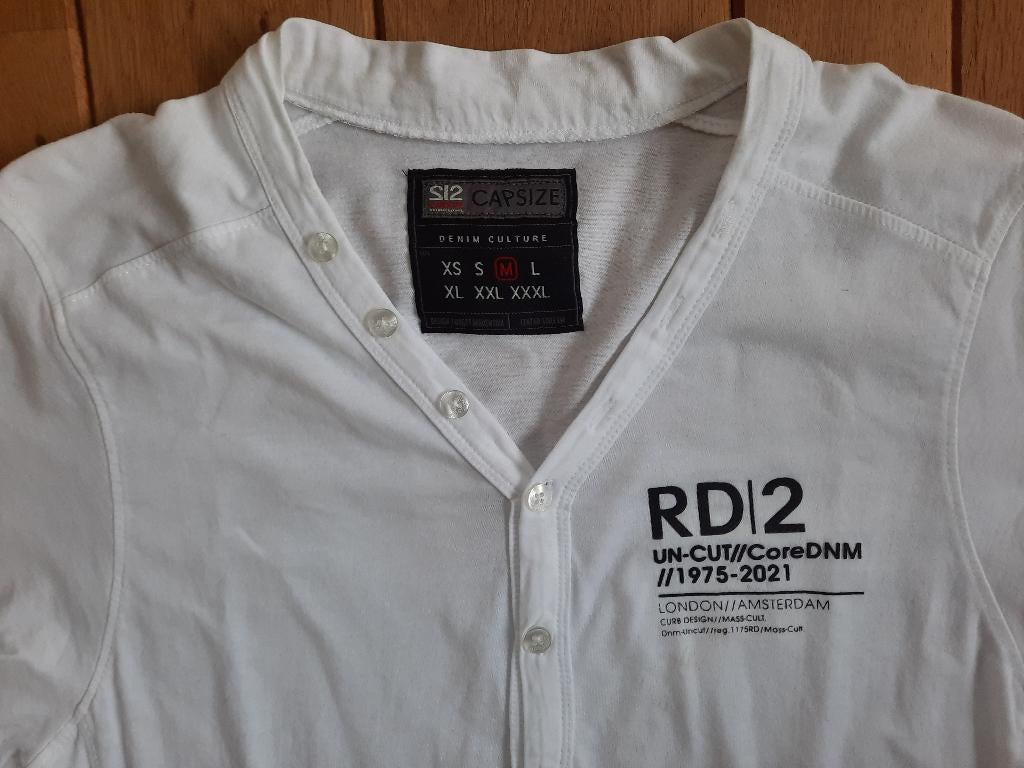 S12 CAPSIZE
DENIM CULTURE
XS S M L
XL XXL XXXL
RD|2
UN-CUT//CoreDNM
//1975-2021
LONDON//AMSTERDAM
CURB DESIGN//MASS-CULT.
Dnm-uncut//reg.1175RD/Mass-Cult